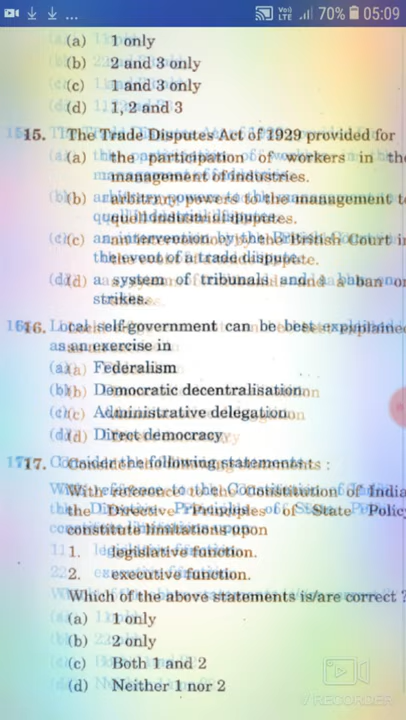 Vo)) LTE 70% 05:09
(a) 1 only
(b) 2 and 3 only
(c) 1 and 3 only
(d) 1, 2 and 3
15. The Trade Disputes Act of 1929 provided for
(a) the participation of workers in the
management of industries.
(b) arbitrary powers to the management to
quell industrial disputes.
(c) an intervention by the British Court in
the event of a trade dispute.
(d) a system of tribunals and a ban on
strikes.
16. Local self-government can be best explained
as an exercise in
(a) Federalism
(b) Democratic decentralisation
(c) Administrative delegation
(d) Direct democracy
17. Consider the following statements :
With reference to the Constitution of India
the Directive Principles of State Policy
constitute limitations upon
1. legislative function.
2. executive function.
Which of the above statements is/are correct ?
(a) 1 only
(b) 2 only
(c) Both 1 and 2
(d) Neither 1 nor 2
V RECORDER